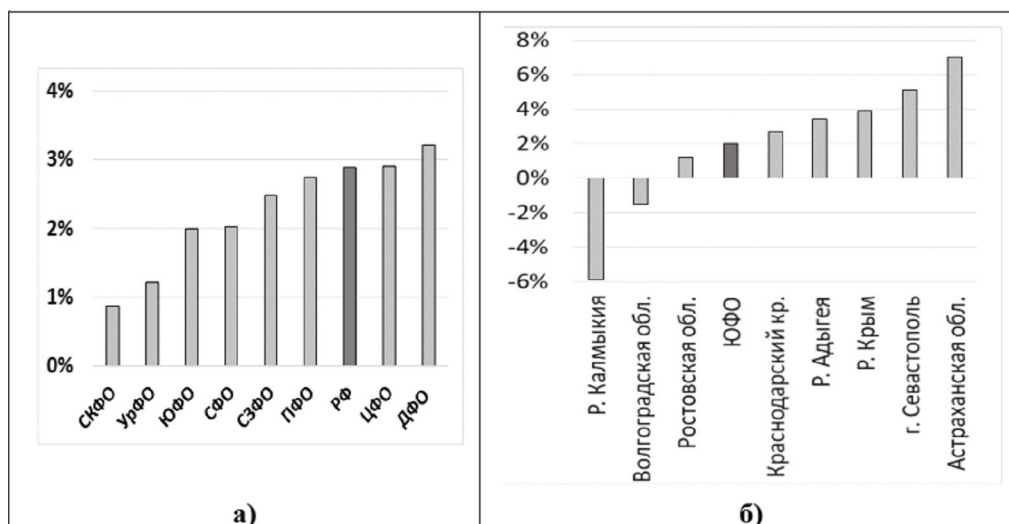 4%
3%
2%
1%
0%
СКФО
УрФО
ЮФО
СФО
СЗФО
ПФО
РФ
ЦФО
ДФО
а)
8%
6%
4%
2%
0%
-2%
-4%
-6%
Р. Калмыкия
Волгоградская обл.
Ростовская обл.
ЮФО
Краснодарский кр.
Р. Адыгея
Р. Крым
г. Севастополь
Астраханская обл.
б)